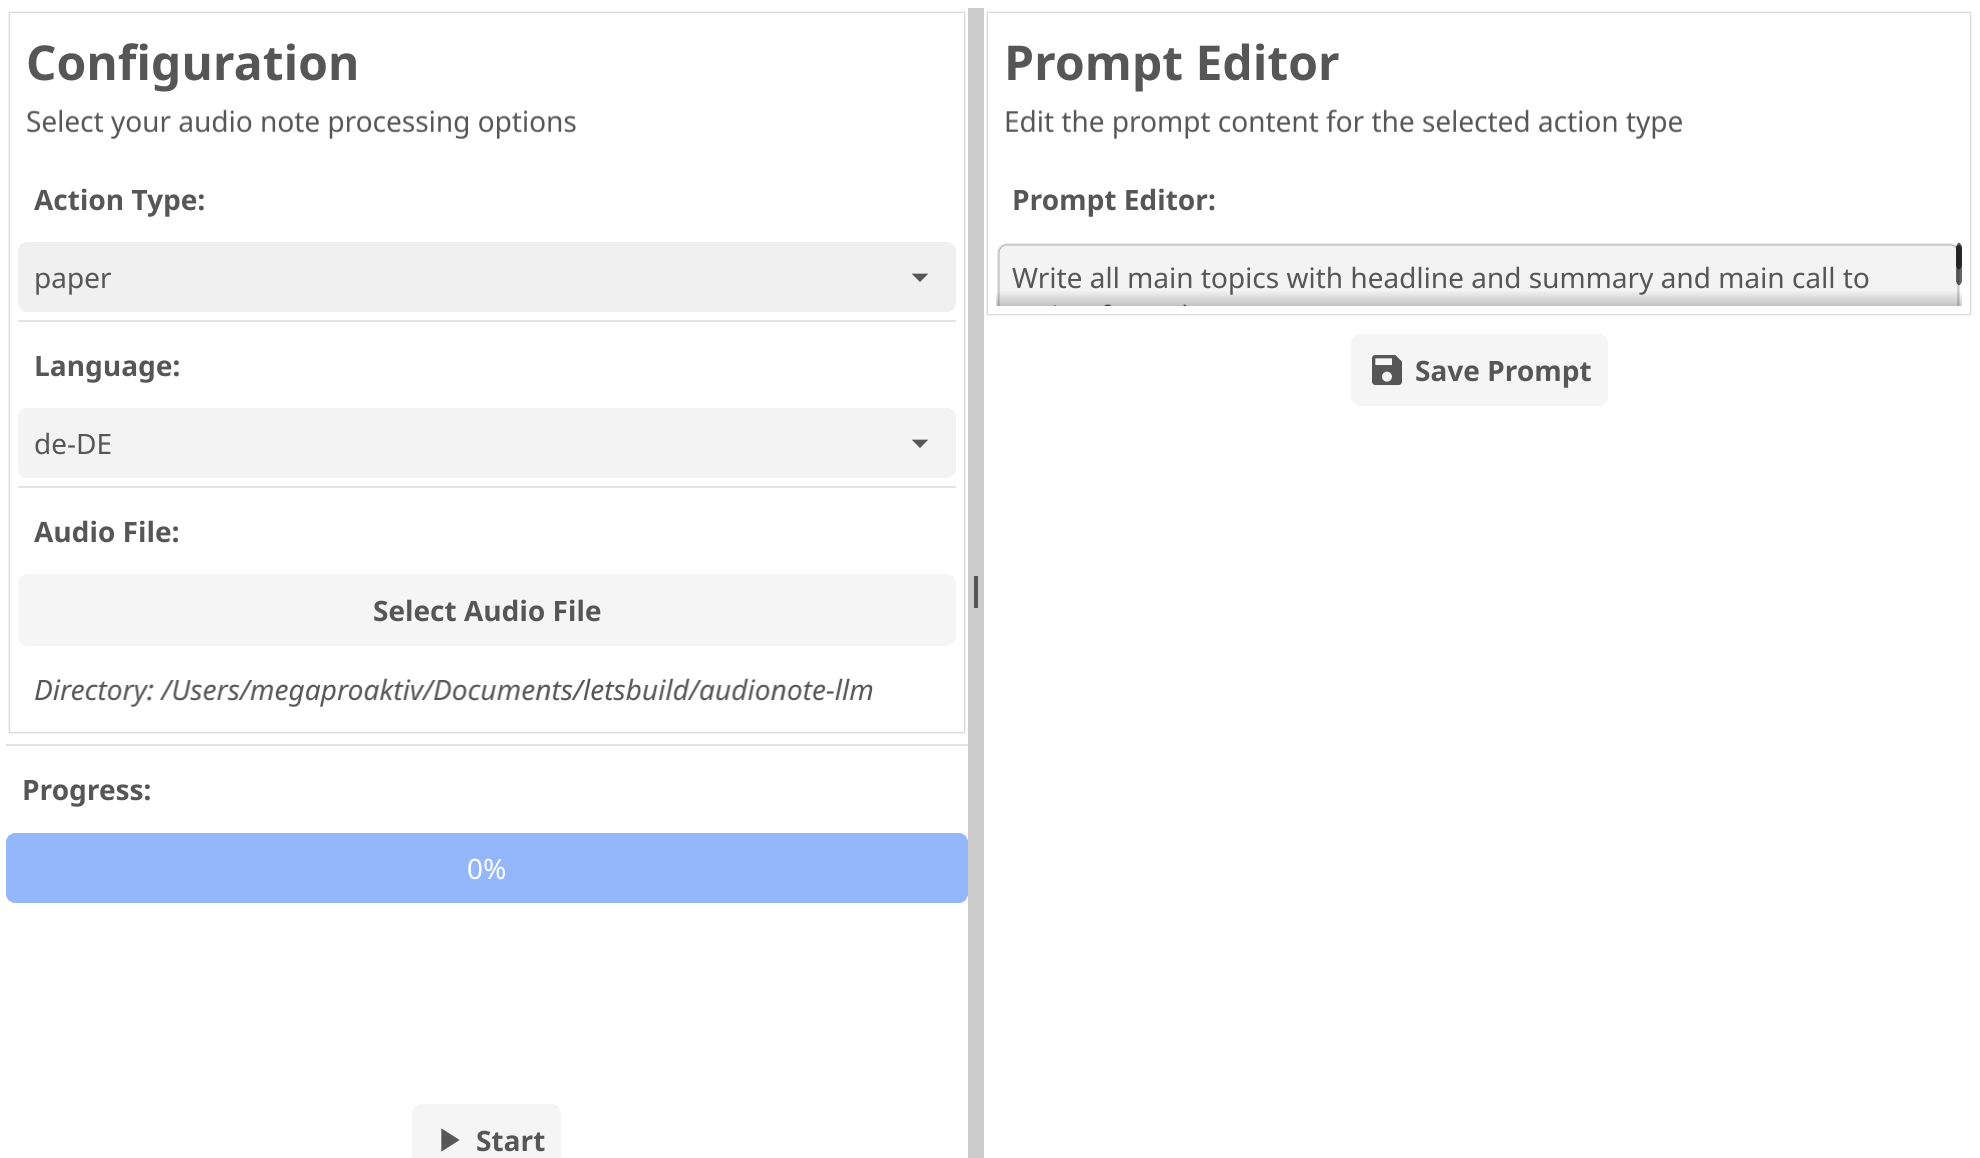 Configuration
Select your audio note processing options
Action Type:
paper
Language:
de-DE
Audio File:
Select Audio File
Directory: /Users/megaproaktiv/Documents/letsbuild/audionote-llm
Progress:
0%
Start
Prompt Editor
Edit the prompt content for the selected action type
Prompt Editor:
Write all main topics with headline and summary and main call to
Save Prompt